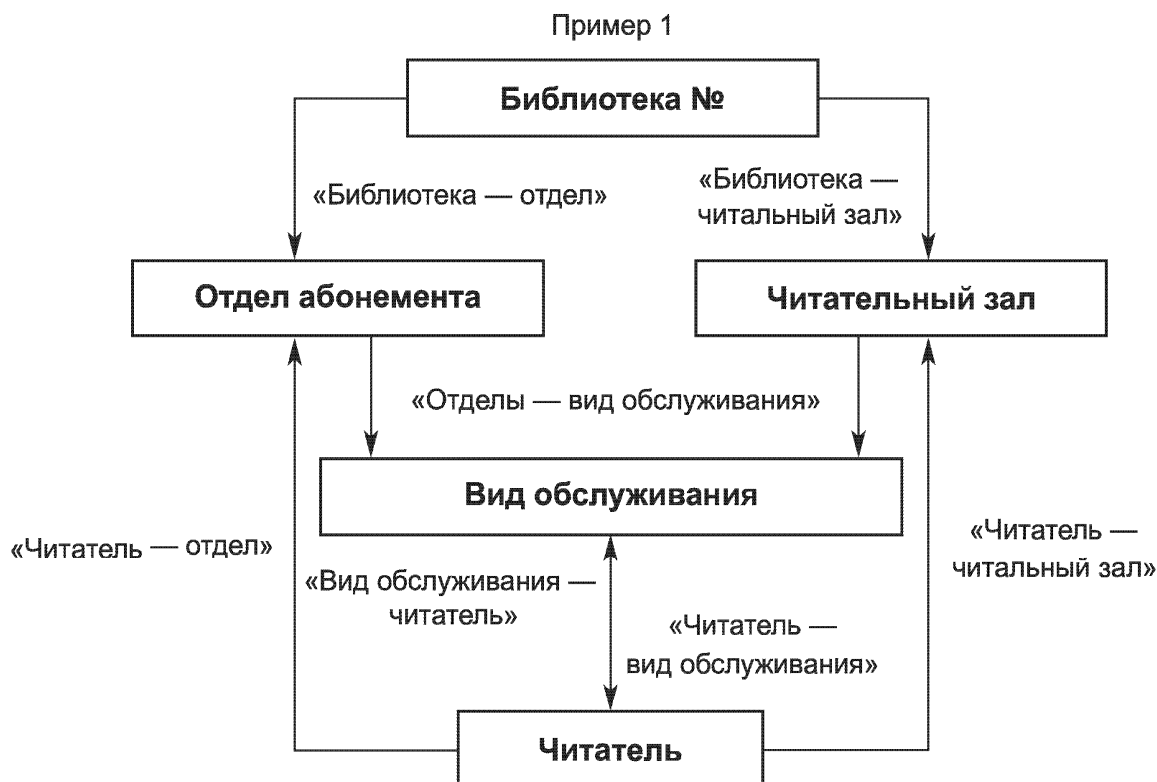 Пример 1
Библиотека №
«Библиотека — отдел»
«Библиотека —
читальный зал»
Отдел абонемента
Читательный зал
«Отделы — вид обслуживания»
Вид обслуживания
«Читатель — отдел»
«Вид обслуживания —
читатель»
«Читатель —
вид обслуживания»
«Читатель —
читальный зал»
Читатель